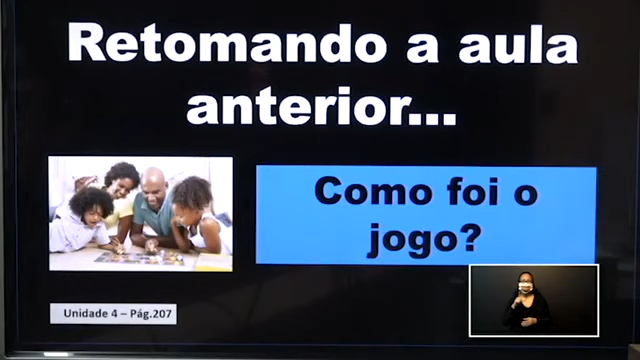 Retomando a aula
anterior...
Como foi o
jogo?
Unidade 4 – Pág.207